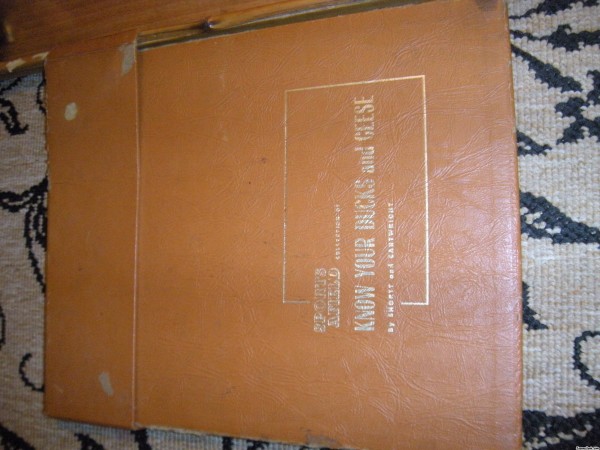 SPORTS
AFIELD COLLECTION OF
KNOW YOUR DUCKS and GEESE
By SHORTT and CARTWRIGHT